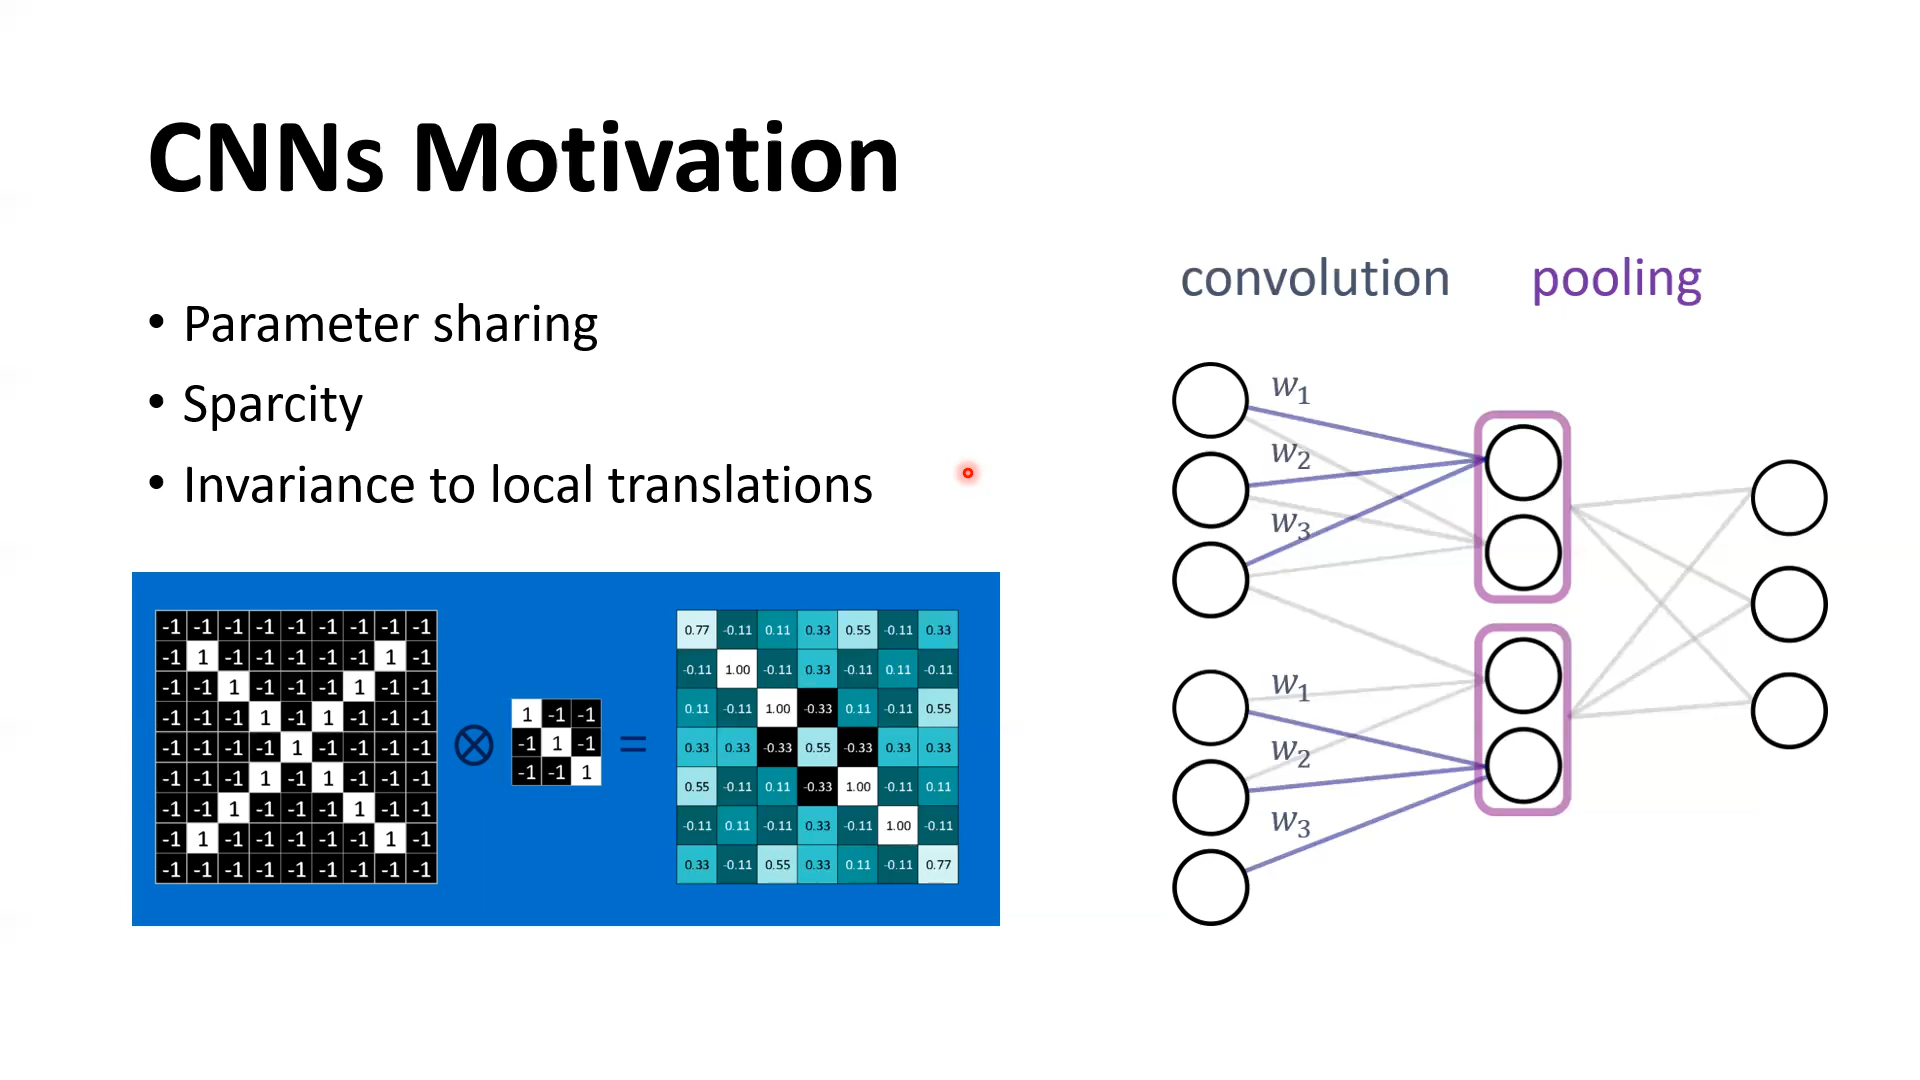 CNNs Motivation
• Parameter sharing
• Sparcity
• Invariance to local translations
convolution pooling
w1
w2
w3
w1
w2
w3
-1 -1 -1 -1 -1 -1 -1 -1 -1
-1 1 -1 -1 -1 -1 -1 1 -1
-1 -1 1 -1 -1 -1 1 -1 -1
-1 -1 -1 1 -1 1 -1 -1 -1
-1 -1 -1 -1 1 -1 -1 -1 -1
-1 -1 -1 1 -1 1 -1 -1 -1
-1 -1 1 -1 -1 -1 1 -1 -1
-1 1 -1 -1 -1 -1 -1 1 -1
-1 -1 -1 -1 -1 -1 -1 -1 -1
⊗
1 -1 -1
-1 1 -1
-1 -1 1
=
0.77 -0.11 0.11 0.33 0.55 -0.11 0.33
-0.11 1.00 -0.11 0.33 -0.11 0.11 -0.11
0.11 -0.11 1.00 -0.33 0.11 -0.11 0.55
0.33 0.33 -0.33 0.55 -0.33 0.33 0.33
0.55 -0.11 0.11 -0.33 1.00 -0.11 0.11
-0.11 0.11 -0.11 0.33 -0.11 1.00 -0.11
0.33 -0.11 0.55 0.33 0.11 -0.11 0.77